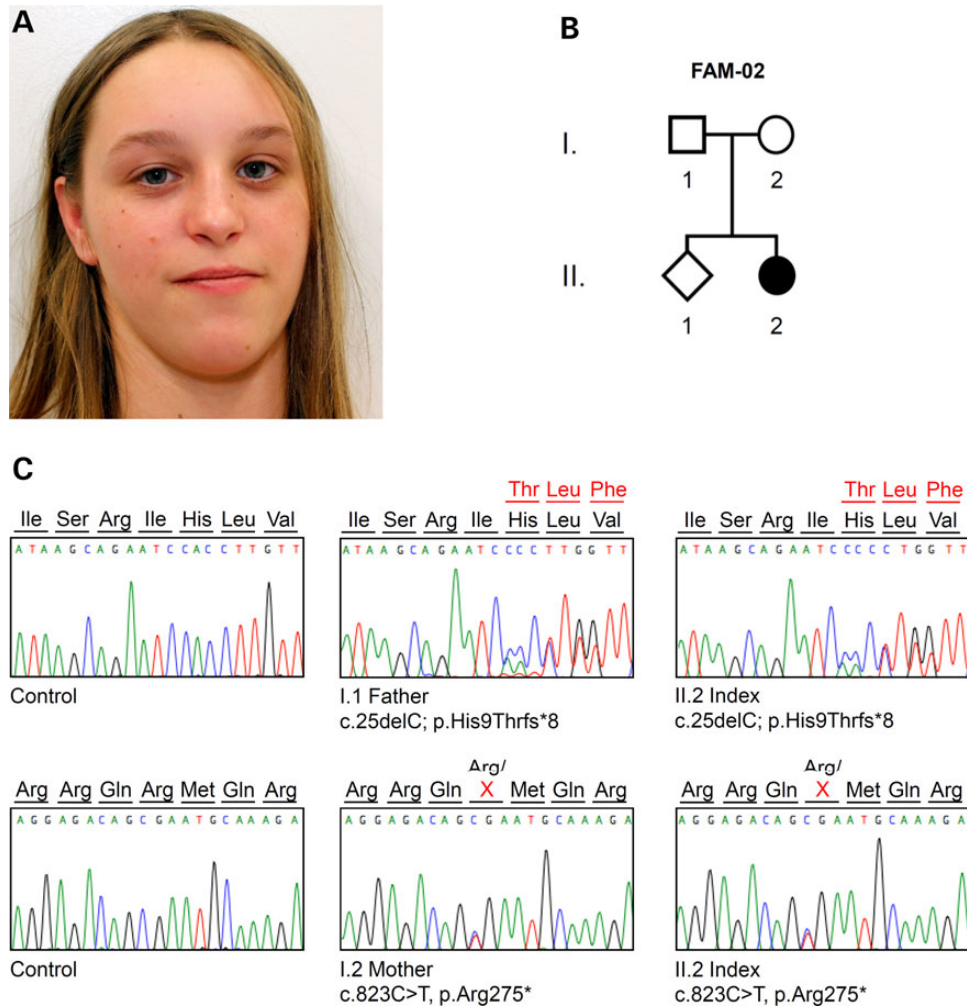 A
B
FAM-02
I.
1 2
II.
1 2
C
Thr Leu Phe
Thr Leu Phe
Ile Ser Arg Ile His Leu Val
Ile Ser Arg Ile His Leu Val
Ile Ser Arg Ile His Leu Val
ATAAGCAGAATCCACCTTGTT
ATAAGCAGAATCCCCTTGGTT
ATAAGCAGAATCCCCCTGGTT
Control
I.1 Father
c.25delC; p.His9Thrfs*8
II.2 Index
c.25delC; p.His9Thrfs*8
Arg/
Arg/
Arg Arg Gln Arg Met Gln Arg
Arg Arg Gln X Met Gln Arg
Arg Arg Gln X Met Gln Arg
AGGAGACAGCGAATGCAAAGA
AGGAGACAGCGAATGCAAAGA
AGGAGACAGCGAATGCAAAGA
Control
I.2 Mother
c.823C>T, p.Arg275*
II.2 Index
c.823C>T, p.Arg275*